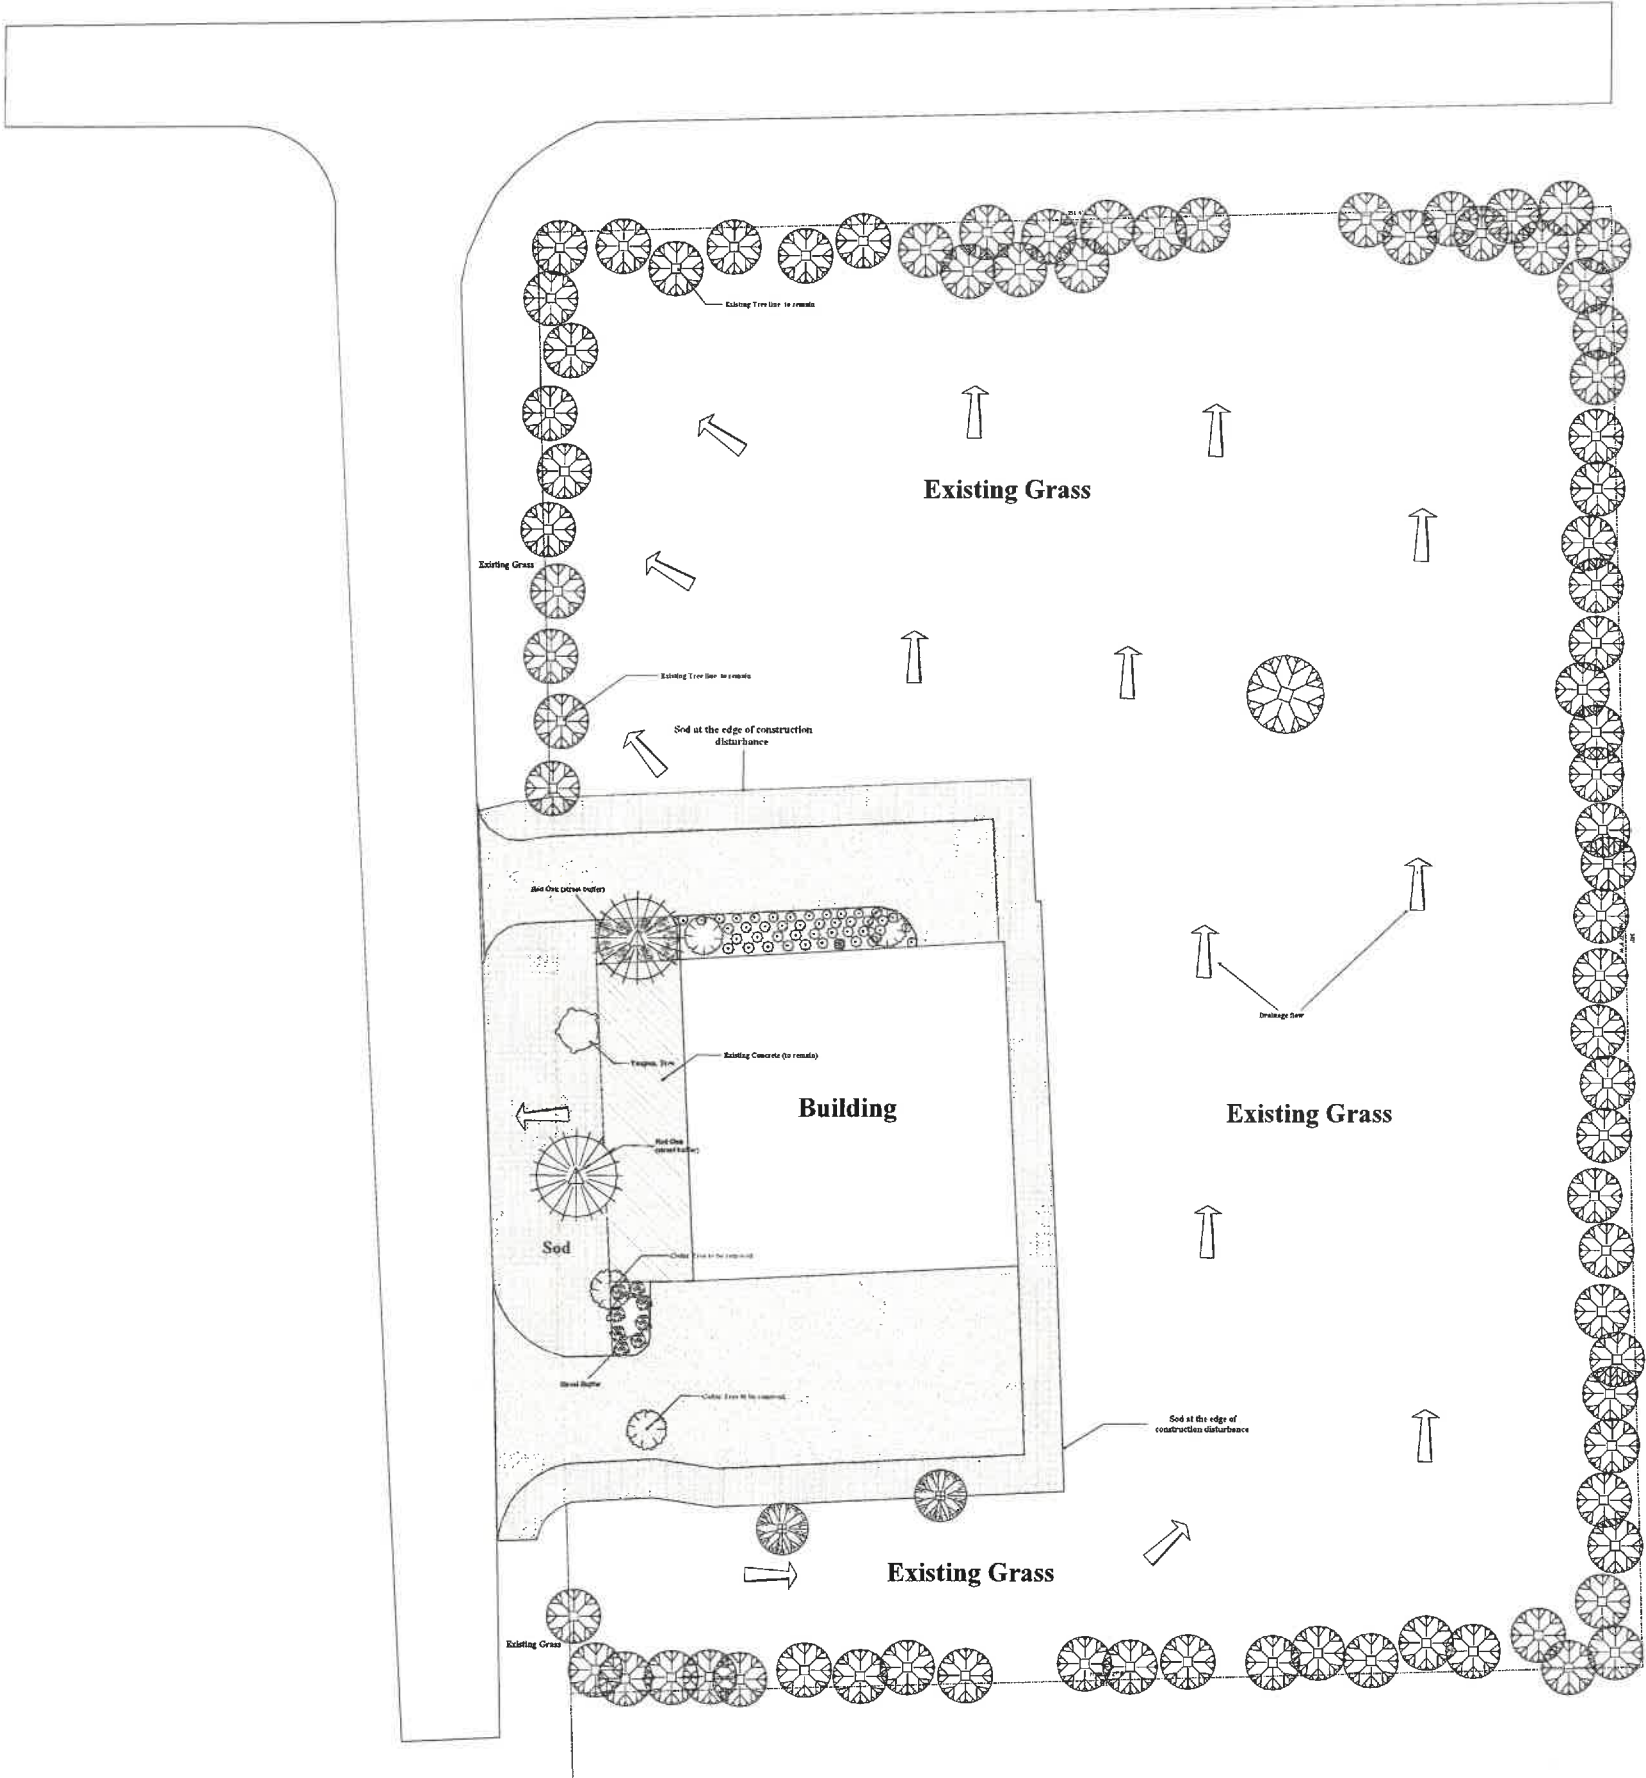 Existing Tree line to remain
Existing Grass
Existing Grass
Existing Tree line to remain
Sod at the edge of construction
disturbance
Red Oak (street buffer)
Drainage flow
Existing Concrete (to remain)
Tree
Building
Existing Grass
Red Oak
(street buffer)
Sod
Cedar Tree to be removed
Street Buffer
Cedar Tree to be removed
Sod at the edge of
construction disturbance
Existing Grass
Existing Grass